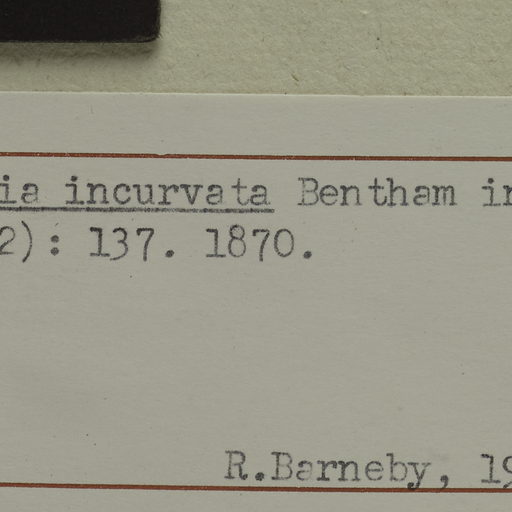 ia incurvata Bentham in
2): 137. 1870.
R.Barneby, 19